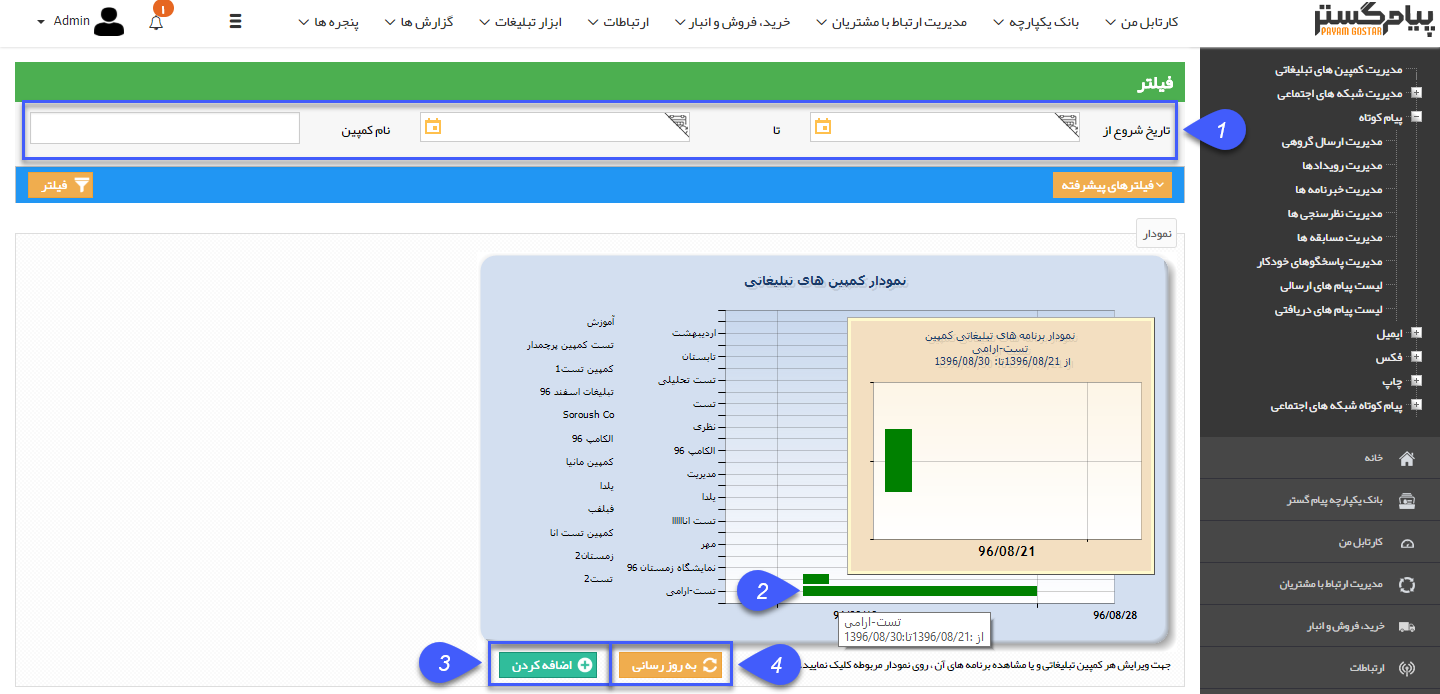 پیام‌گستر
PAYAM GOSTAR
کارتابل من
بانک یکپارچه
مدیریت ارتباط با مشتریان
خرید، فروش و انبار
ارتباطات
ابزار تبلیغات
گزارش ها
پنجره ها
۱
Admin
مدیریت کمپین های تبلیغاتی
مدیریت شبکه های اجتماعی
پیام کوتاه
مدیریت ارسال گروهی
مدیریت رویدادها
مدیریت خبرنامه ها
مدیریت نظرسنجی ها
مدیریت مسابقه ها
مدیریت پاسخگوهای خودکار
لیست پیام های ارسالی
لیست پیام های دریافتی
ایمیل
فکس
چاپ
پیام کوتاه شبکه های اجتماعی
خانه
بانک یکپارچه پیام گستر
کارتابل من
مدیریت ارتباط با مشتریان
خرید، فروش و انبار
ارتباطات
فیلتر
تاریخ شروع از
تا
نام کمپین
1
فیلترهای پیشرفته
فیلتر
نمودار
نمودار کمپین های تبلیغاتی
آموزش
اردیبهشت
تست کمپین پرچمدار
تابستان
کمپین تست1
تست تحلیلی
تبلیغات اسفند 96
تست
Soroush Co
نظری
الکامپ 96
الکامپ 96
کمپین مانیا
مدیریت
یلدا
یلدا
فیلفب
تست اناااااا
کمپین تست انا
مهر
زمستان2
نمایشگاه زمستان 96
تست2
تست-ارامی
نمودار برنامه های تبلیغاتی کمپین
تست-ارامی
از 1396/08/21تا: 1396/08/30
96/08/21
2
96/08/28
تست-ارامی
از :1396/08/21تا:1396/08/30
جهت ویرایش هر کمپین تبلیغاتی و یا مشاهده برنامه های آن ، روی نمودار مربوطه کلیک نمایید.
4
به روز رسانی
اضافه کردن
3